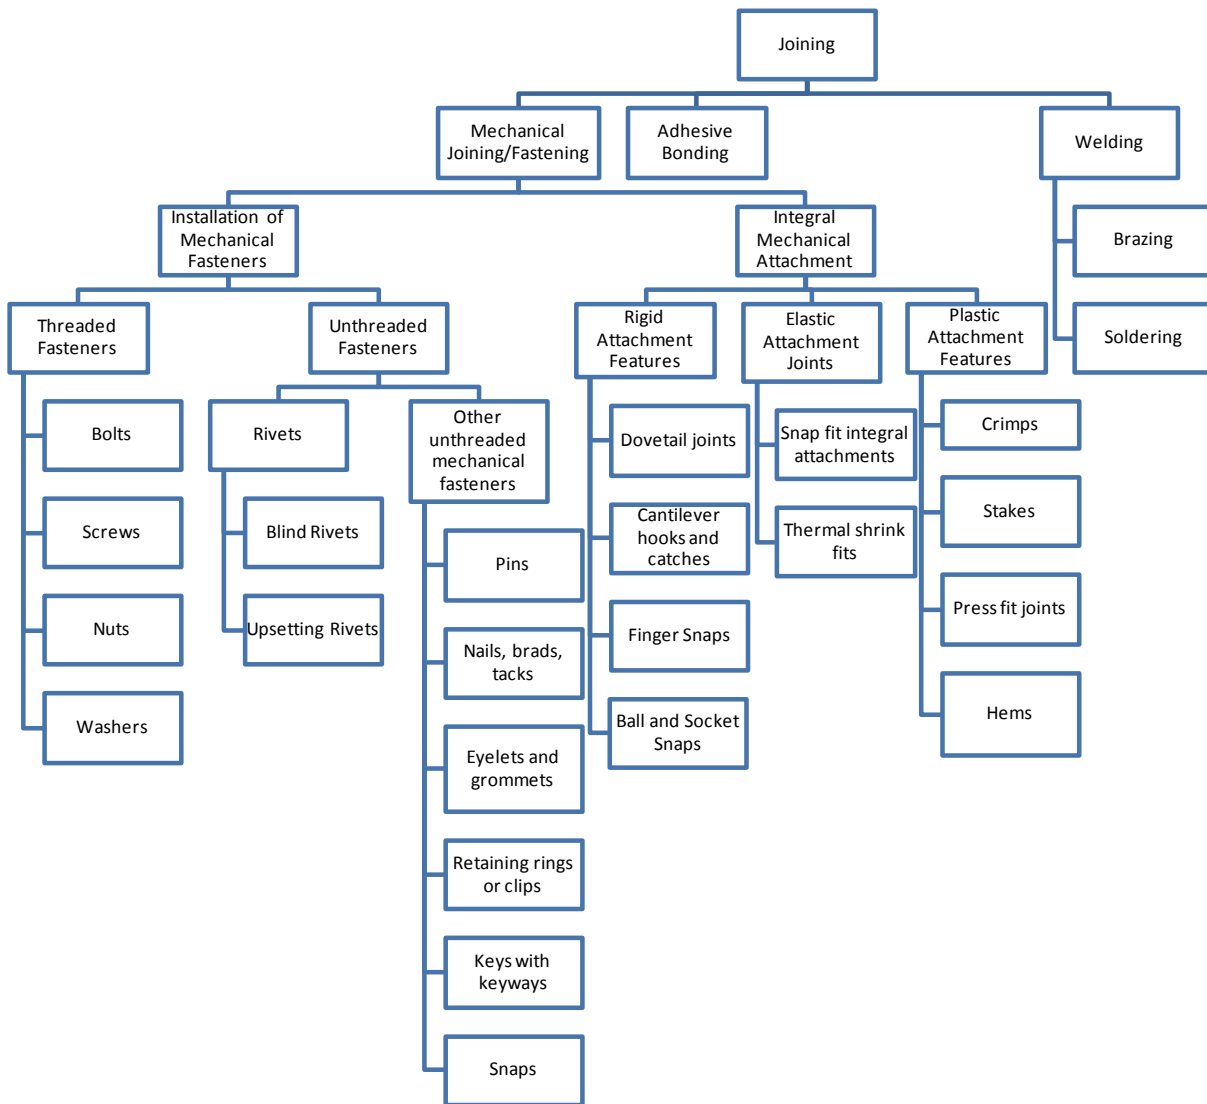 Joining
Mechanical
Joining/Fastening
Adhesive
Bonding
Welding
Installation of
Mechanical
Fasteners
Integral
Mechanical
Attachment
Brazing
Soldering
Threaded
Fasteners
Unthreaded
Fasteners
Rigid
Attachment
Features
Elastic
Attachment
Joints
Plastic
Attachment
Features
Bolts
Screws
Nuts
Washers
Rivets
Blind Rivets
Upsetting Rivets
Other
unthreaded
mechanical
fasteners
Pins
Nails, brads,
tacks
Eyelets and
grommets
Retaining rings
or clips
Keys with
keyways
Snaps
Dovetail joints
Cantilever
hooks and
catches
Finger Snaps
Ball and Socket
Snaps
Snap fit integral
attachments
Thermal shrink
fits
Crimps
Stakes
Press fit joints
Hems